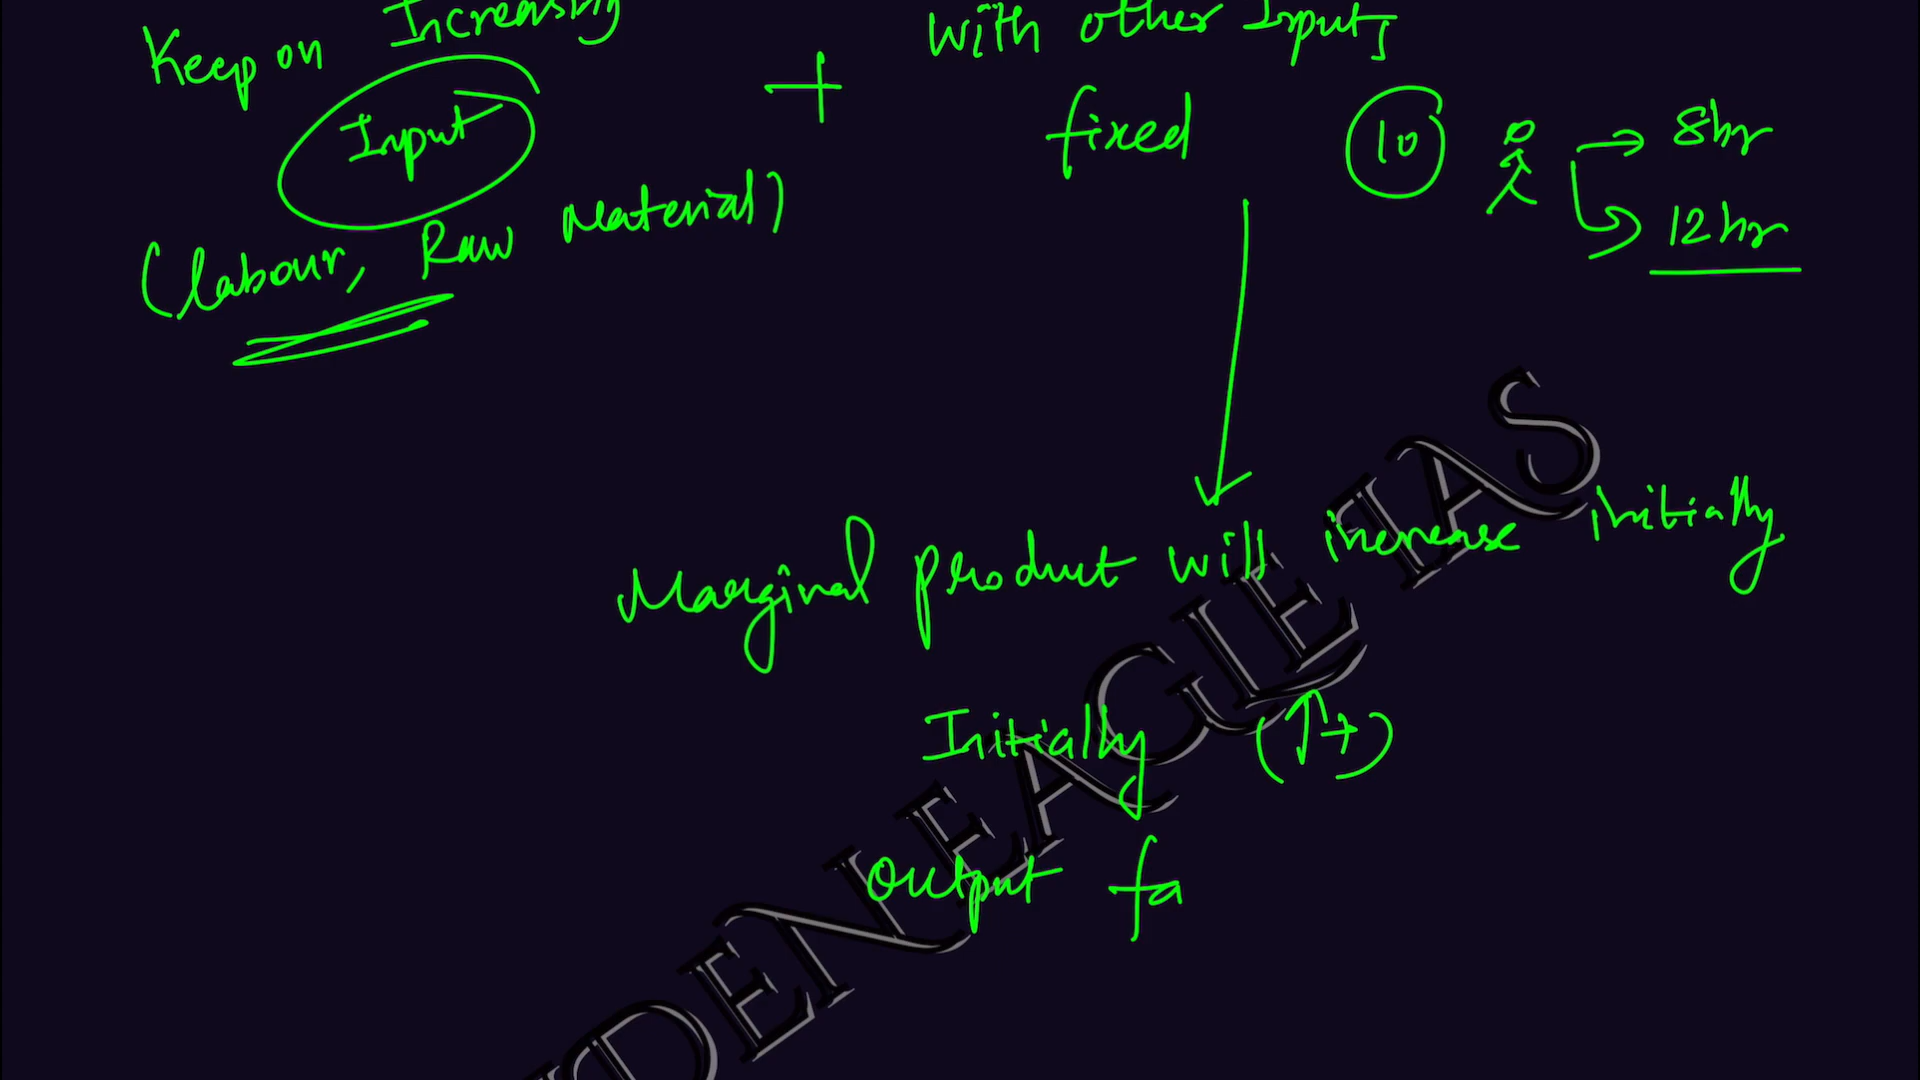 Keep on Increasing
Input
(labour, Raw Material)
+
With other Inputs
fixed
10
8hr
12hr
Marginal product will increase initially
Initially (↑+)
output fa
DEN EAGLE IAS